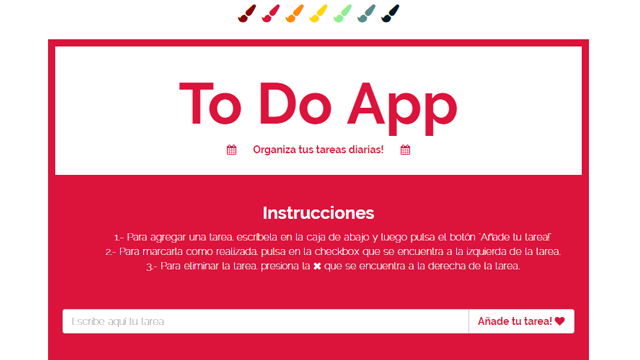 To Do App
Organiza tus tareas diarias!
Instrucciones
1.- Para agregar una tarea, escríbela en la caja de abajo y luego pulsa el botón "Añade tu tarea!"
2.- Para marcarla como realizada, pulsa en la checkbox que se encuentra a la izquierda de la tarea.
3.- Para eliminar la tarea, presiona la ✖ que se encuentra a la derecha de la tarea.
Escribe aquí tu tarea
Añade tu tarea! ♥